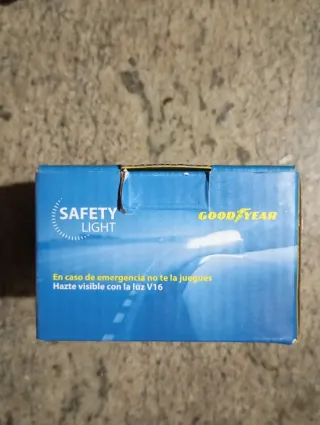 SAFETY
LIGHT
GOODYEAR
En caso de emergencia no te la juegues
Hazte visible con la luz V16